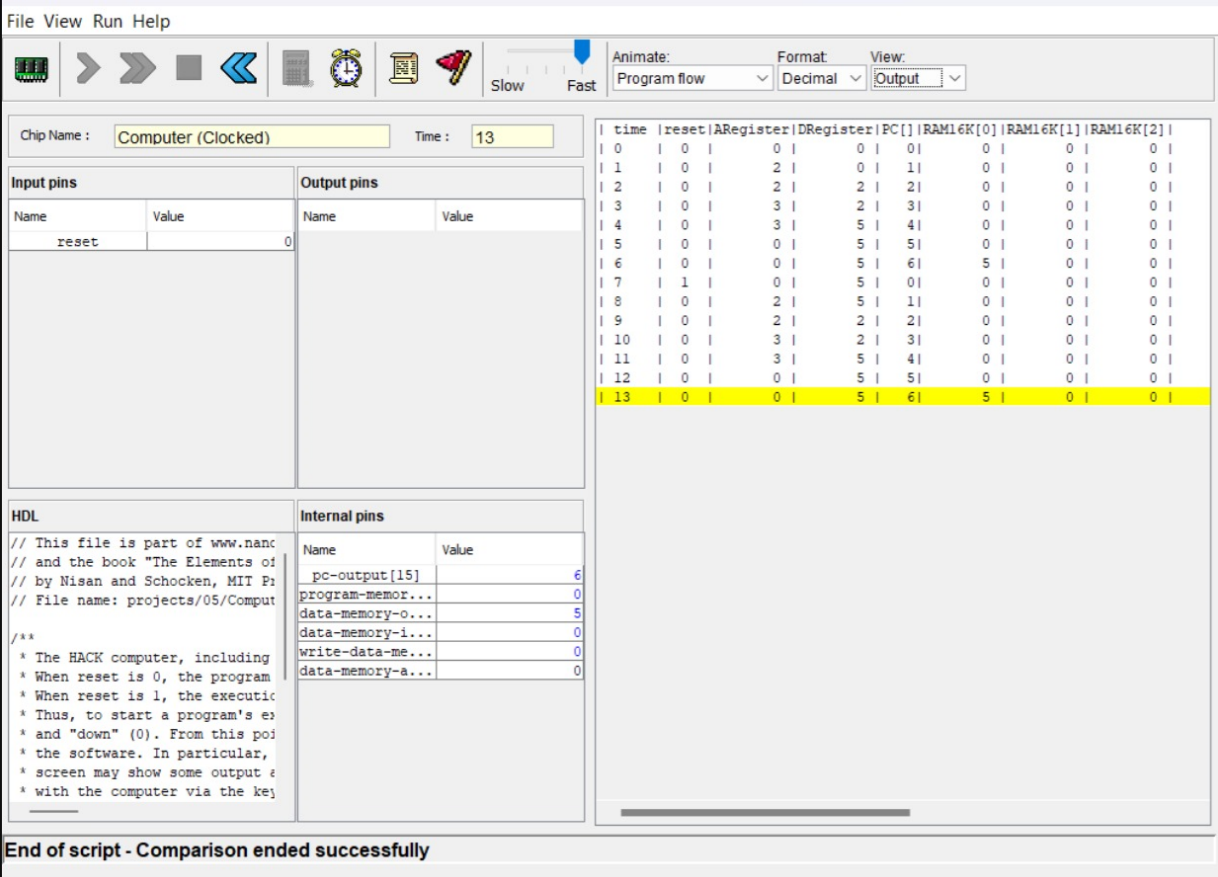 File View Run Help
Slow Fast
Animate: Format: View:
Program flow Decimal Output
Chip Name : Computer (Clocked) Time : 13
Input pins
Name Value
reset 0
Output pins
Name Value
HDL
// This file is part of www.nand
// and the book "The Elements of
// by Nisan and Schocken, MIT Pr
// File name: projects/05/Comput
/**
* The HACK computer, including
* When reset is 0, the program
* When reset is 1, the executio
* Thus, to start a program's ex
* and "down" (0). From this poi
* the software. In particular,
* screen may show some output a
* with the computer via the key
Internal pins
Name Value
pc-output[15] 6
program-memor... 0
data-memory-o... 5
data-memory-i... 0
write-data-me... 0
data-memory-a... 0
| time |reset|ARegister|DRegister|PC[]|RAM16K[0]|RAM16K[1]|RAM16K[2]|
| 0 | 0 | 0 | 0 | 0| 0 | 0 | 0 |
| 1 | 0 | 2 | 0 | 1| 0 | 0 | 0 |
| 2 | 0 | 2 | 2 | 2| 0 | 0 | 0 |
| 3 | 0 | 3 | 2 | 3| 0 | 0 | 0 |
| 4 | 0 | 3 | 5 | 4| 0 | 0 | 0 |
| 5 | 0 | 0 | 5 | 5| 0 | 0 | 0 |
| 6 | 0 | 0 | 5 | 6| 5 | 0 | 0 |
| 7 | 1 | 0 | 5 | 0| 0 | 0 | 0 |
| 8 | 0 | 2 | 5 | 1| 0 | 0 | 0 |
| 9 | 0 | 2 | 2 | 2| 0 | 0 | 0 |
| 10 | 0 | 3 | 2 | 3| 0 | 0 | 0 |
| 11 | 0 | 3 | 5 | 4| 0 | 0 | 0 |
| 12 | 0 | 0 | 5 | 5| 0 | 0 | 0 |
| 13 | 0 | 0 | 5 | 6| 5 | 0 | 0 |
End of script - Comparison ended successfully